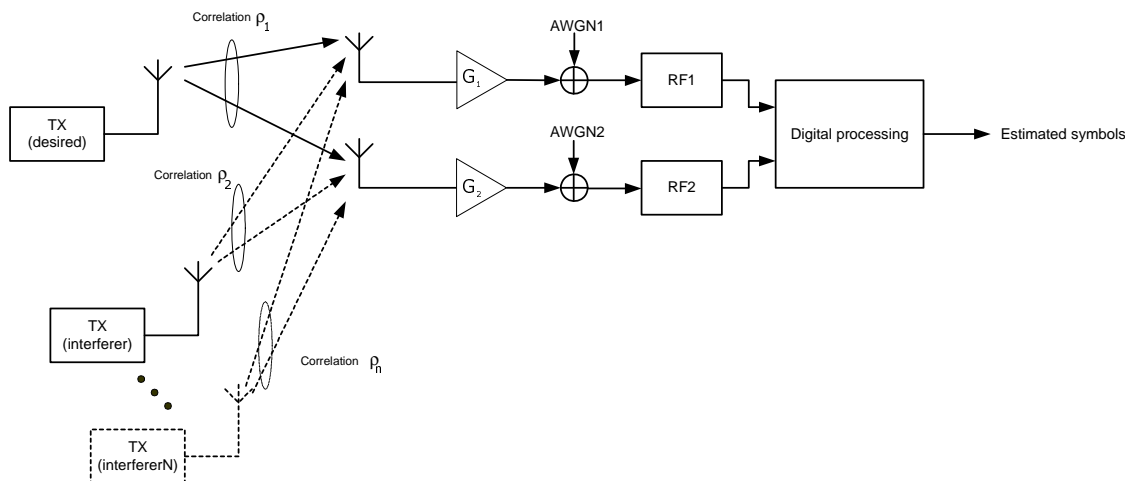 Correlation ρ1
AWGN1
G1
RF1
TX
(desired)
Digital processing
Estimated symbols
AWGN2
Correlation ρ2
G2
RF2
TX
(interferer)
Correlation ρn
TX
(interfererN)